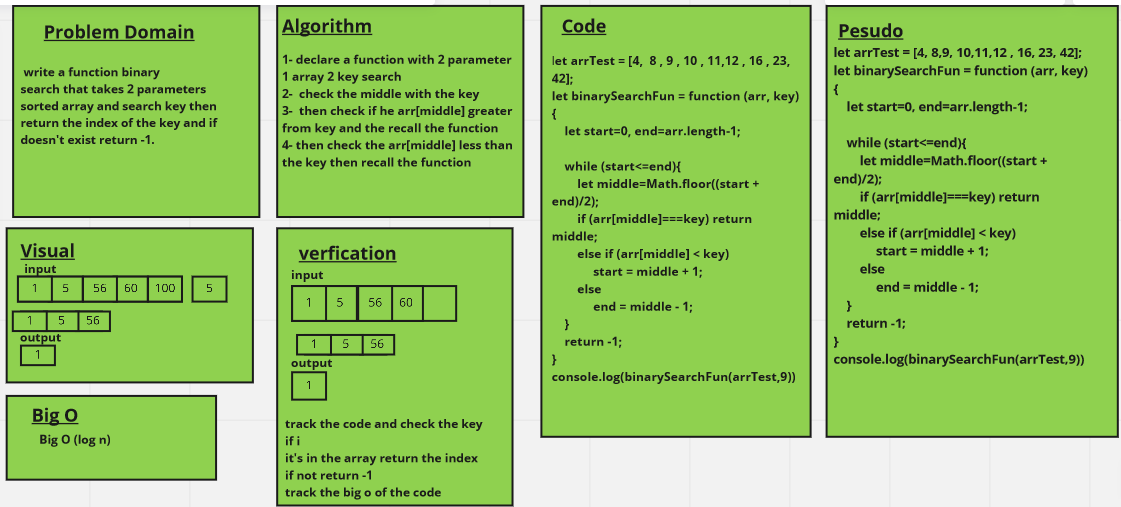 Problem Domain
write a function binary
search that takes 2 parameters
sorted array and search key then
return the index of the key and if
doesn't exist return -1.
Algorithm
1- declare a function with 2 parameter
1 array 2 key search
2-  check the middle with the key
3-  then check if he arr[middle] greater
from key and the recall the function
4- then check the arr[middle] less than
the key then recall the function
Code
let arrTest = [4,  8 , 9 , 10 , 11,12 , 16 , 23,
42];
let binarySearchFun = function (arr, key)
{
let start=0, end=arr.length-1;
while (start<=end){
let middle=Math.floor((start +
end)/2);
if (arr[middle]===key) return
middle;
else if (arr[middle] < key)
start = middle + 1;
else
end = middle - 1;
}
return -1;
}
console.log(binarySearchFun(arrTest,9))
Pesudo
let arrTest = [4, 8,9, 10,11,12 , 16, 23, 42];
let binarySearchFun = function (arr, key)
{
let start=0, end=arr.length-1;
while (start<=end){
let middle=Math.floor((start +
end)/2);
if (arr[middle]===key) return
middle;
else if (arr[middle] < key)
start = middle + 1;
else
end = middle - 1;
}
return -1;
}
console.log(binarySearchFun(arrTest,9))
Visual
input
1 5 56 60 100 5
1 5 56
output
1
verfication
input
1 5 56 60
1 5 56
output
1
track the code and check the key
if i
it's in the array return the index
if not return -1
track the big o of the code
Big O
Big O (log n)